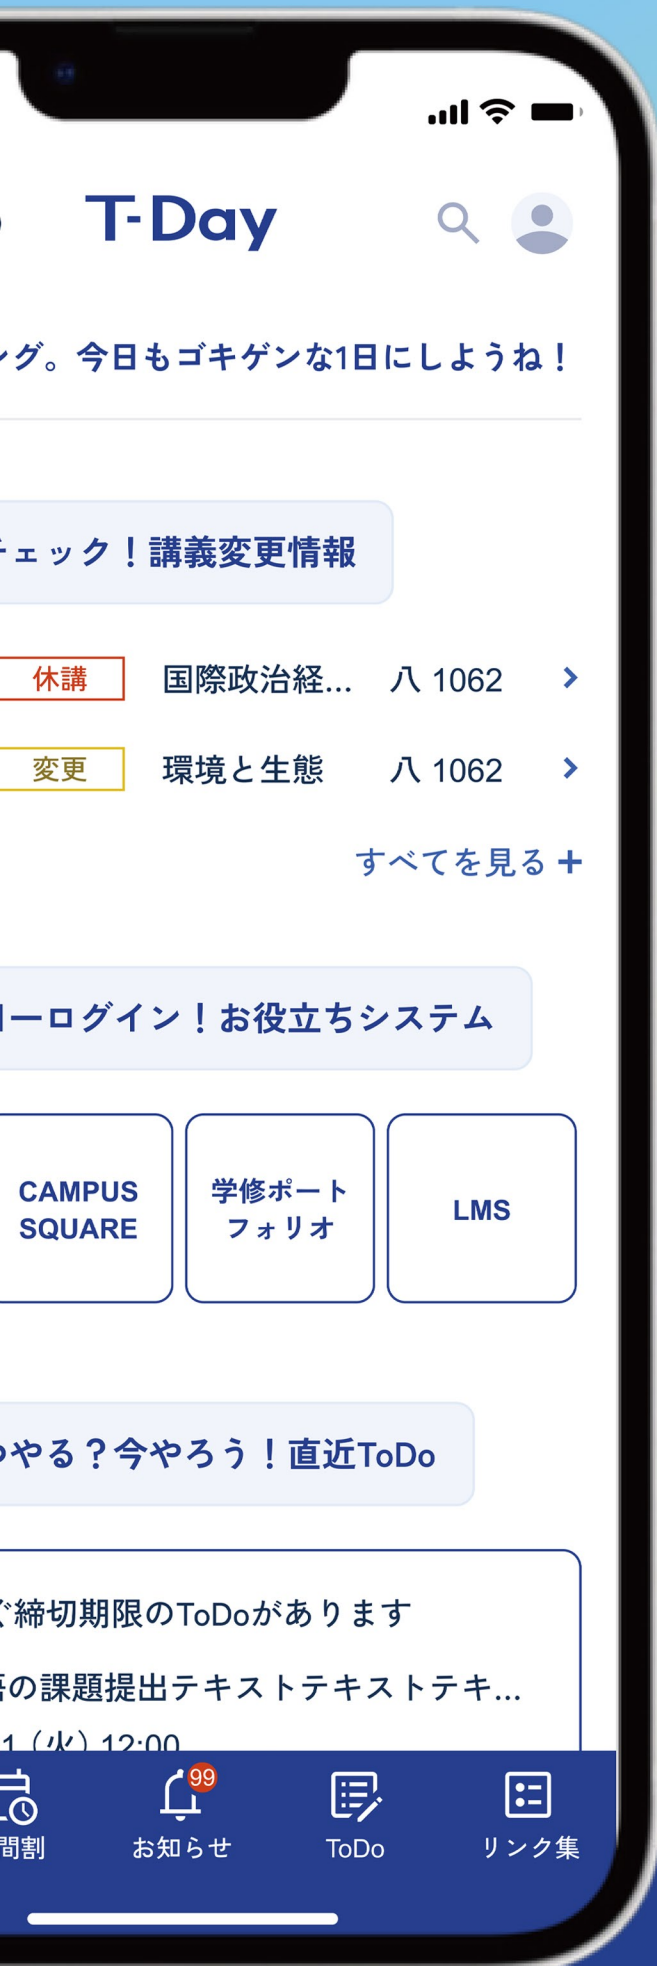 T-Day
ング。今日もゴキゲンな1日にしようね！
チェック！講義変更情報
休講 国際政治経... 八 1062
変更 環境と生態 八 1062
すべてを見る +
ーログイン！お役立ちシステム
CAMPUS
SQUARE
学修ポート
フォリオ
LMS
やる？今やろう！直近ToDo
ぐ締切期限のToDoがあります
の課題提出テキストテキストテキ...
1 (火) 12:00
99
間割
お知らせ
ToDo
リンク集